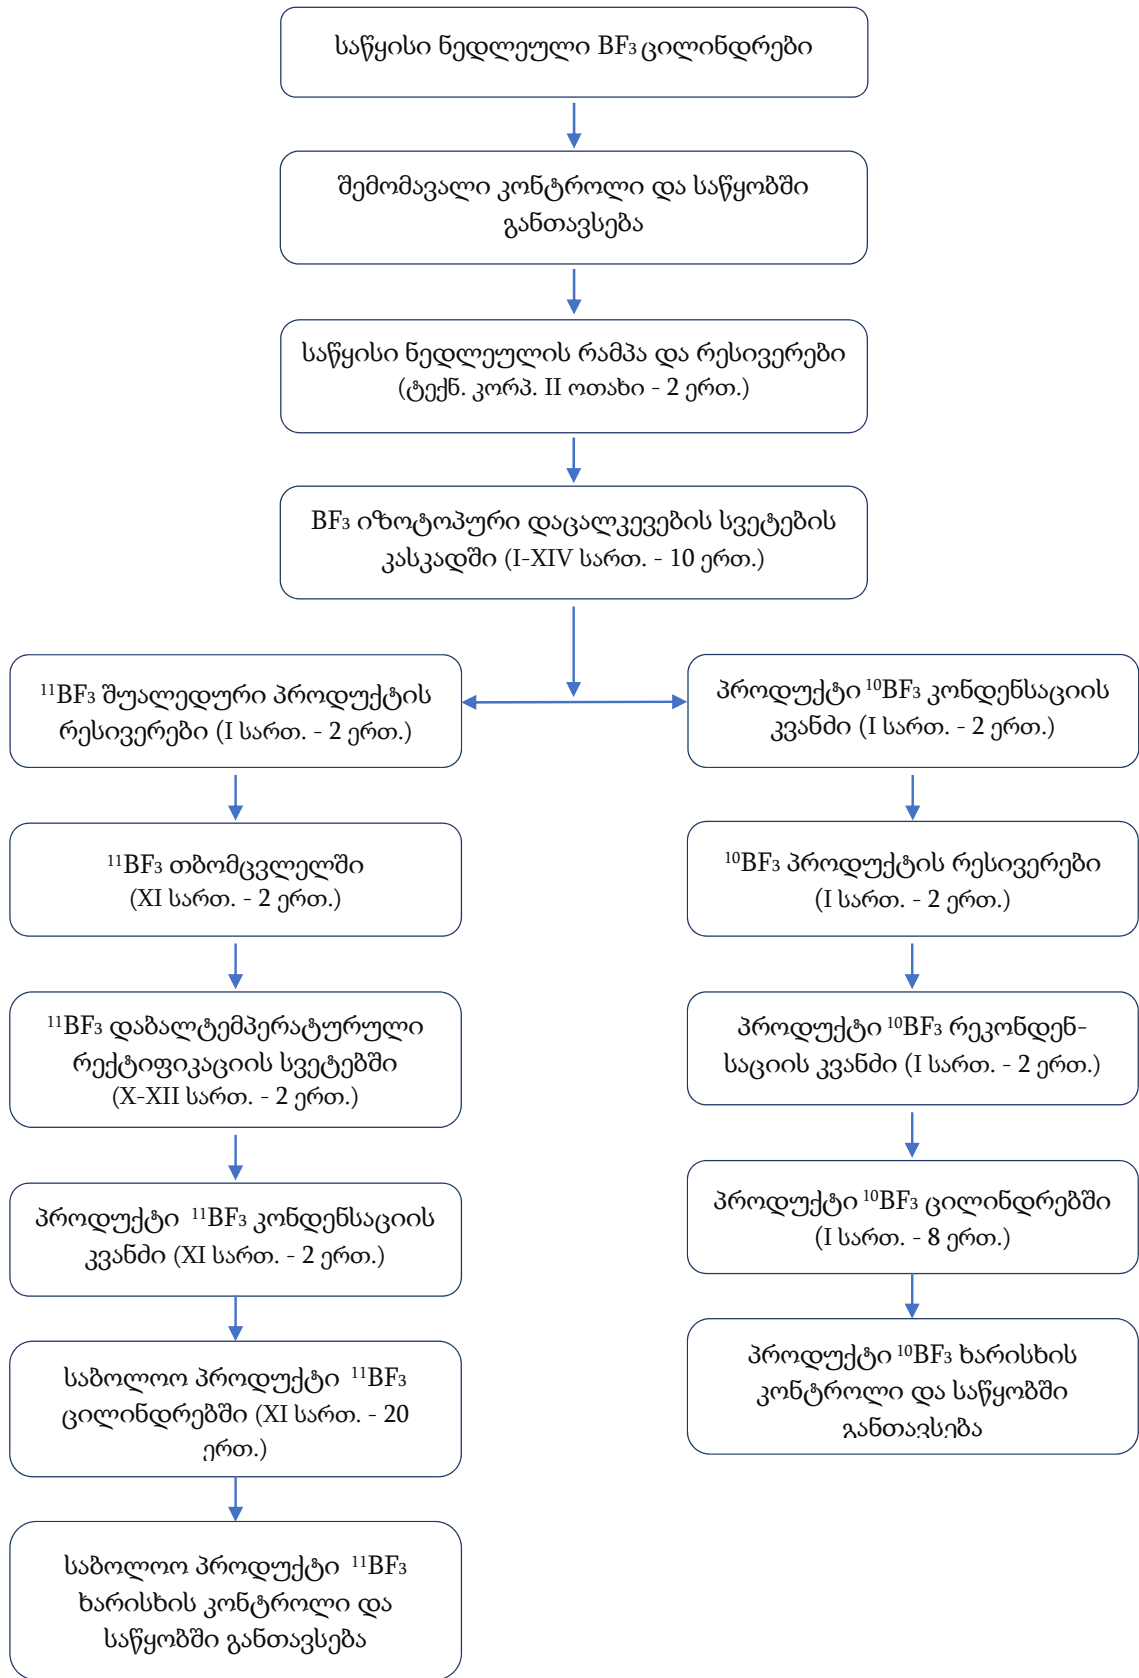 საწყისი ნედლეული BF₃ ცილინდრები
შემომავალი კონტროლი და საწყობში
განთავსება
საწყისი ნედლეულის რამპა და რესივერები
(ტექნ. კორპ. II ოთახი - 2 ერთ.)
BF₃ იზოტოპური დაცალკევების სვეტების
კასკადში (I-XIV სართ. - 10 ერთ.)
¹¹BF₃ შუალედური პროდუქტის
რესივერები (I სართ. - 2 ერთ.)
¹¹BF₃ თბომცვლელში
(XI სართ. - 2 ერთ.)
¹¹BF₃ დაბალტემპერატურული
რექტიფიკაციის სვეტებში
(X-XII სართ. - 2 ერთ.)
პროდუქტი ¹¹BF₃ კონდენსაციის
კვანძი (XI სართ. - 2 ერთ.)
საბოლოო პროდუქტი ¹¹BF₃
ცილინდრებში (XI სართ. - 20
ერთ.)
საბოლოო პროდუქტი ¹¹BF₃
ხარისხის კონტროლი და
საწყობში განთავსება
პროდუქტი ¹⁰BF₃ კონდენსაციის
კვანძი (I სართ. - 2 ერთ.)
¹⁰BF₃ პროდუქტის რესივერები
(I სართ. - 2 ერთ.)
პროდუქტი ¹⁰BF₃ რეკონდენ-
საციის კვანძი (I სართ. - 2 ერთ.)
პროდუქტი ¹⁰BF₃ ცილინდრებში
(I სართ. - 8 ერთ.)
პროდუქტი ¹⁰BF₃ ხარისხის
კონტროლი და საწყობში
განთავსება